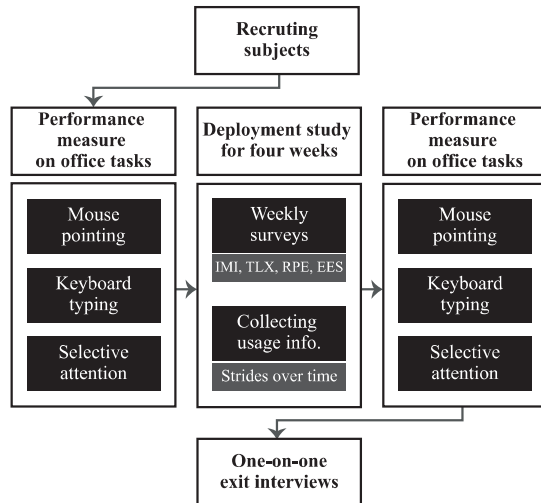 Recruting
subjects
Performance
measure
on office tasks
Mouse
pointing
Keyboard
typing
Selective
attention
Deployment study
for four weeks
Weekly
surveys
IMI, TLX, RPE, EES
Collecting
usage info.
Strides over time
Performance
measure
on office tasks
Mouse
pointing
Keyboard
typing
Selective
attention
One-on-one
exit interviews